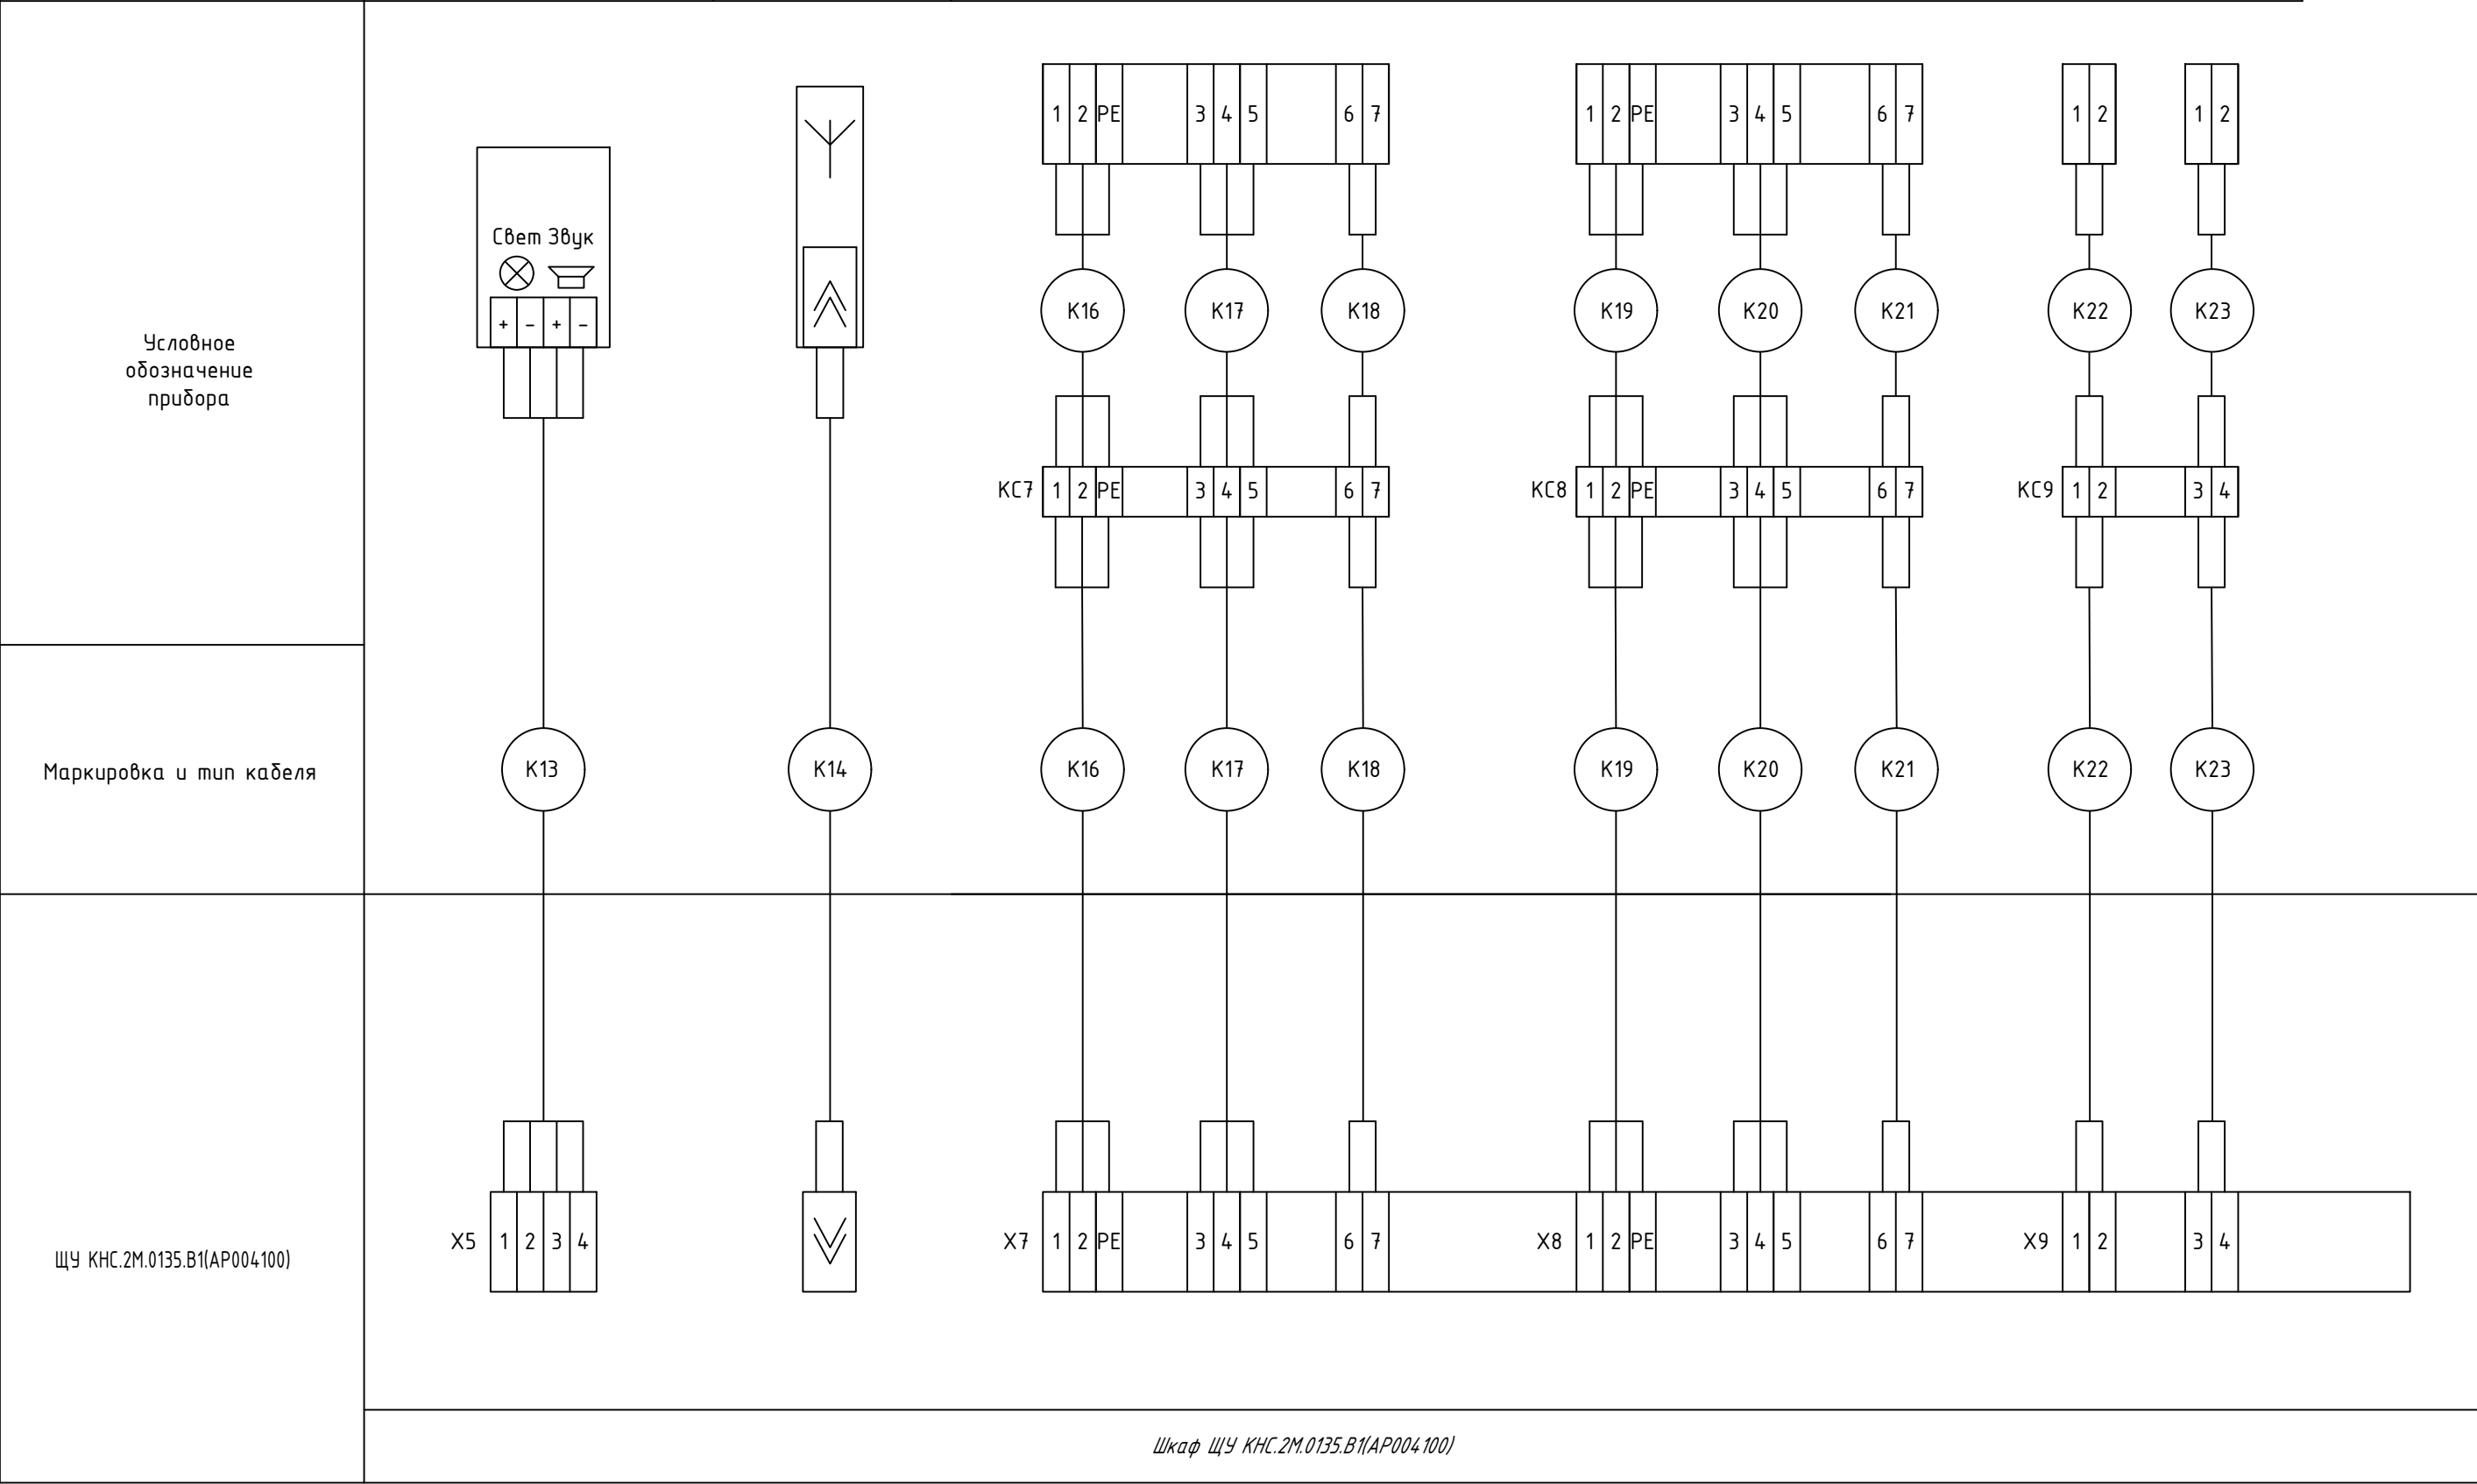 1 2 PE 3 4 5 6 7 1 2 PE 3 4 5 6 7 1 2 1 2
Свет Звук
+ - + -
K16 K17 K18 K19 K20 K21 K22 K23
Условное
обозначение
прибора
KC7 1 2 PE 3 4 5 6 7 KC8 1 2 PE 3 4 5 6 7 KC9 1 2 3 4
Маркировка и тип кабеля
K13 K14 K16 K17 K18 K19 K20 K21 K22 K23
ЩУ КНС.2М.0135.В1(АР004100)
X5 1 2 3 4 X7 1 2 PE 3 4 5 6 7 X8 1 2 PE 3 4 5 6 7 X9 1 2 3 4
Шкаф ЩУ КНС.2М.0135.В1(АР004100)